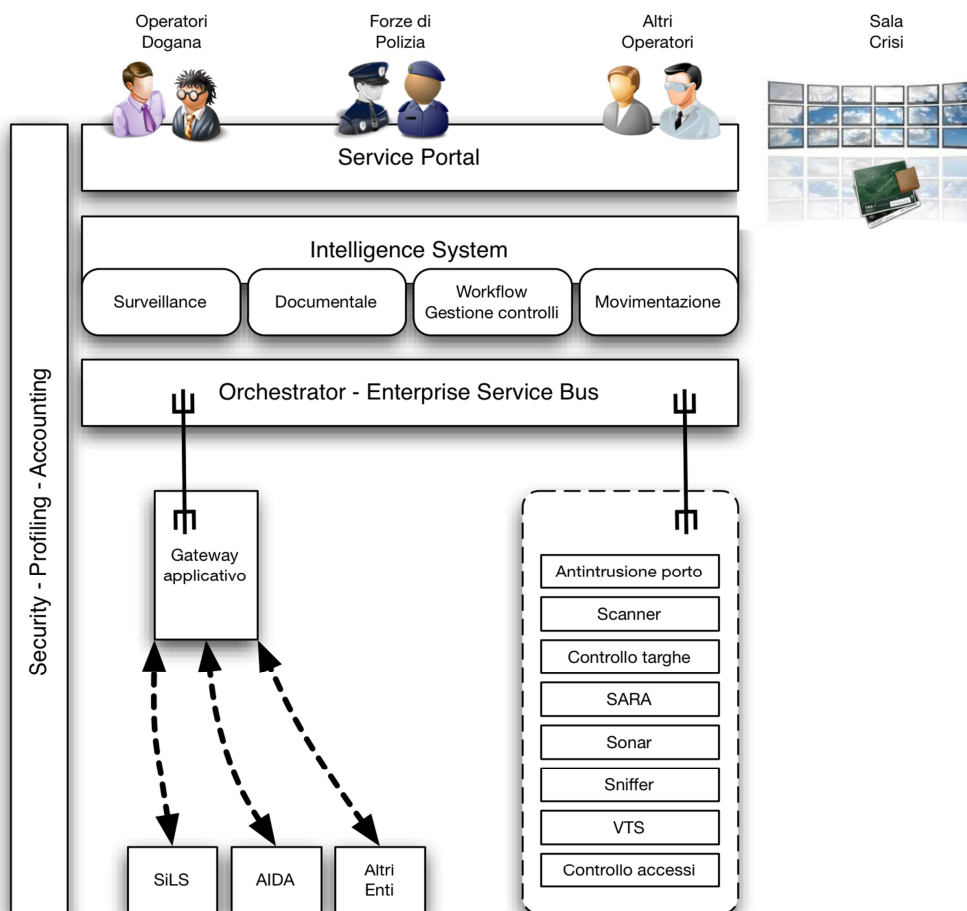 Operatori
Dogana
Forze di
Polizia
Altri
Operatori
Sala
Crisi
Service Portal
Intelligence System
Surveillance
Documentale
Workflow
Gestione controlli
Movimentazione
Orchestrator - Enterprise Service Bus
Security - Profiling - Accounting
Gateway
applicativo
Antintrusione porto
Scanner
Controllo targhe
SARA
Sonar
Sniffer
VTS
Controllo accessi
SiLS
AIDA
Altri
Enti